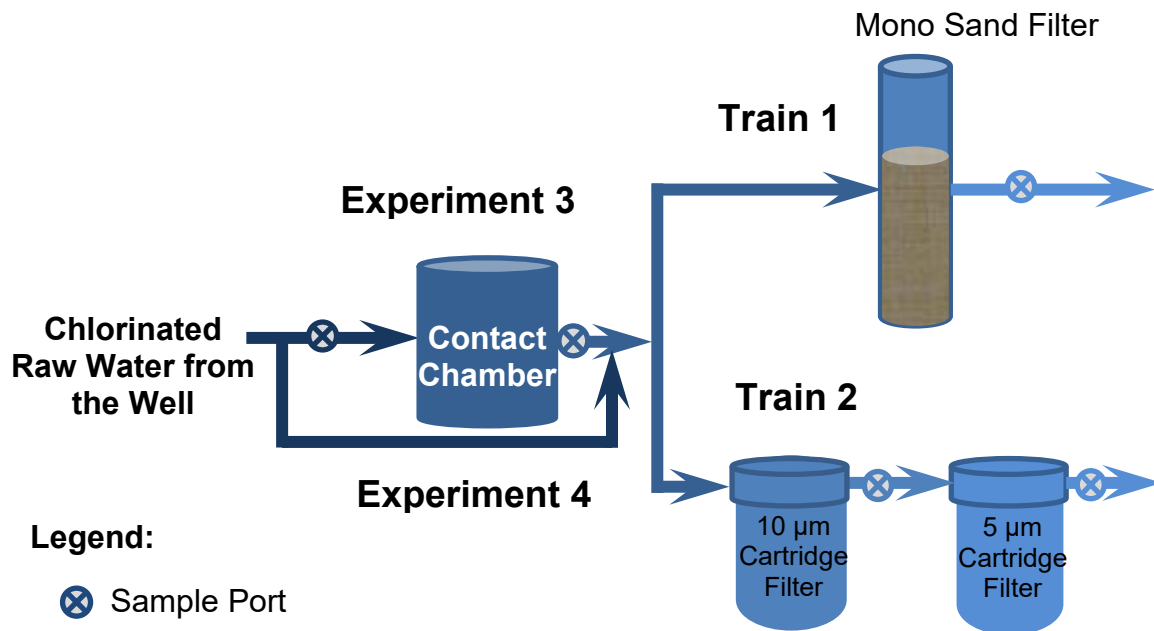 Mono Sand Filter
Train 1
Experiment 3
Chlorinated
Raw Water from
the Well
Contact
Chamber
Train 2
Experiment 4
10 µm
Cartridge
Filter
5 µm
Cartridge
Filter
Legend:
Sample Port